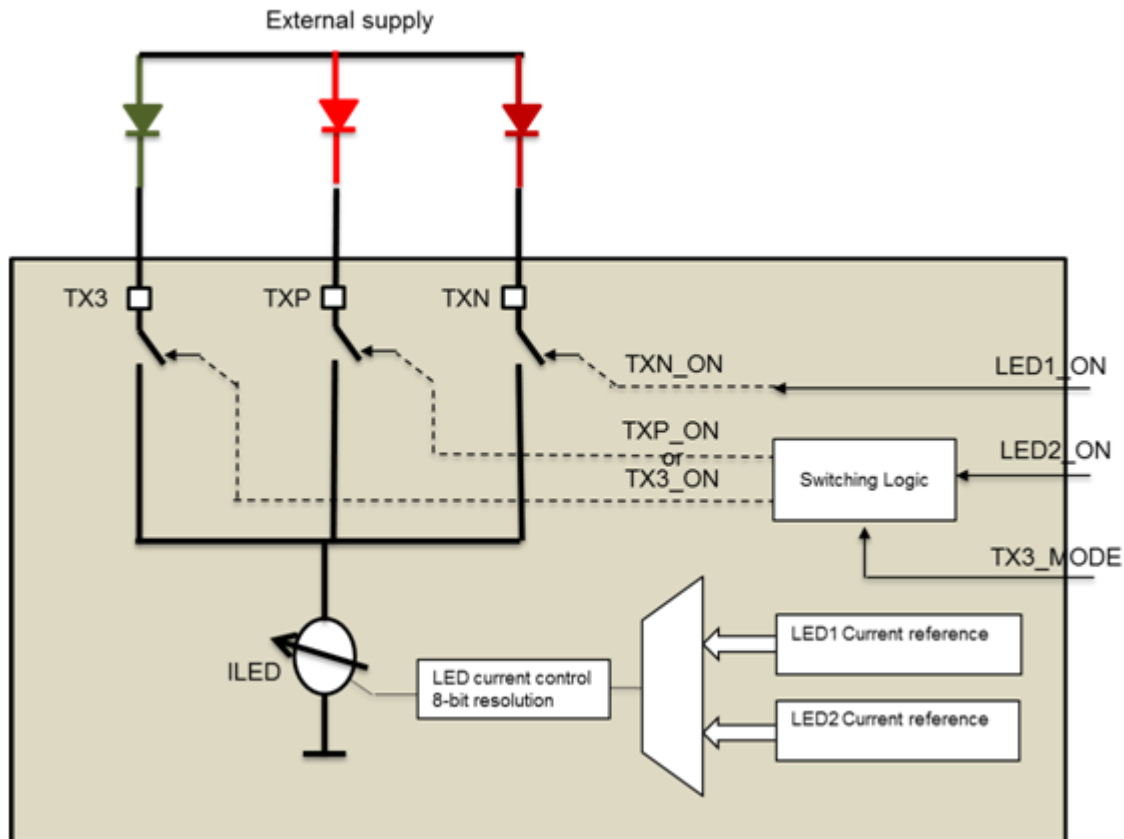 External supply
TX3
TXP
TXN
TXN_ON
LED1_ON
TXP_ON
or
TX3_ON
LED2_ON
Switching Logic
TX3_MODE
LED1 Current reference
ILED
LED current control
8-bit resolution
LED2 Current reference